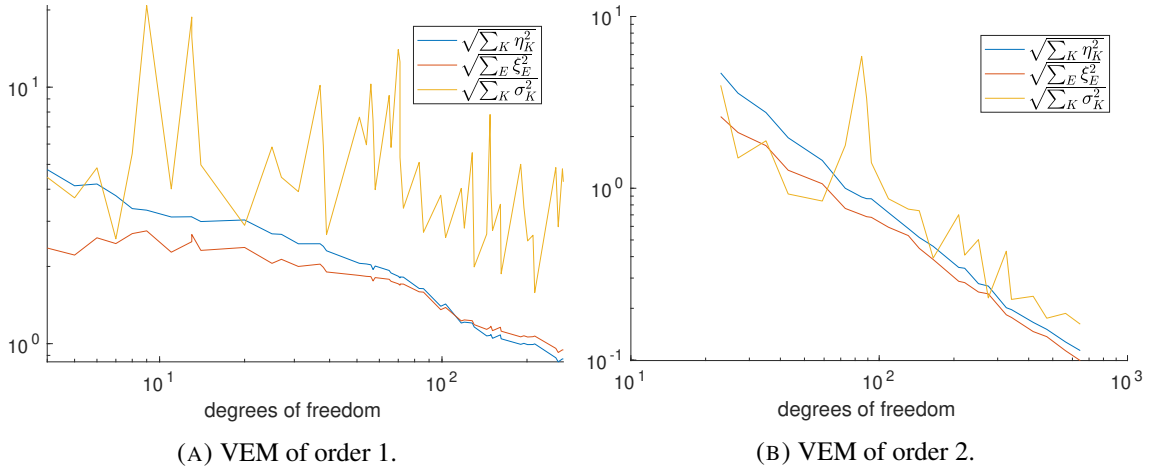 10^1
10^0
10^1
10^2
degrees of freedom
√∑_K η_K^2
√∑_E ξ_E^2
√∑_K σ_K^2
(A) VEM of order 1.
10^1
10^0
10^-1
10^1
10^2
10^3
degrees of freedom
√∑_K η_K^2
√∑_E ξ_E^2
√∑_K σ_K^2
(B) VEM of order 2.